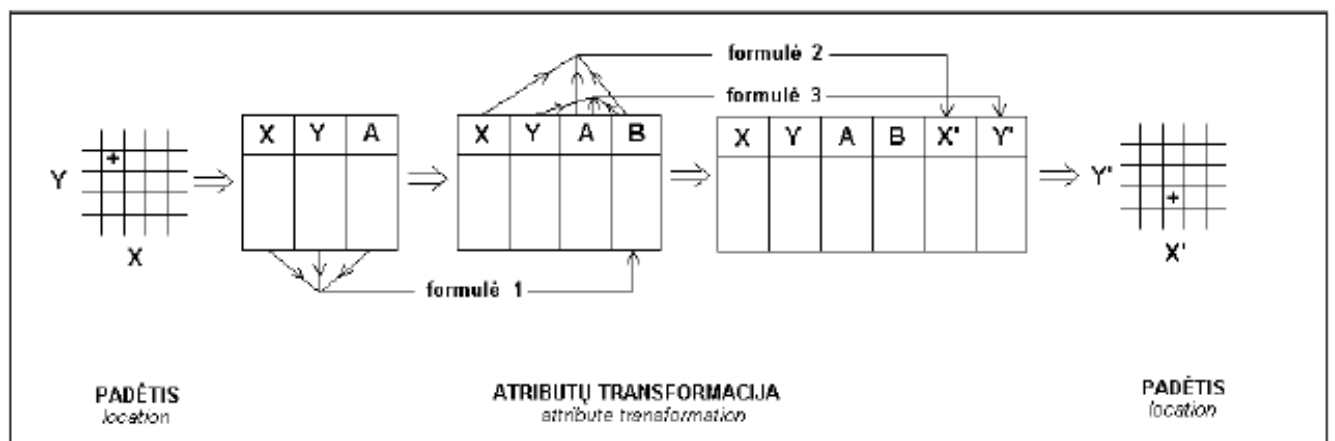 formulė 2
formulė 3
X Y A
X Y A B
X Y A B X' Y'
Y
+
X
Y'
+
X'
formulė 1
PADĖTIS
location
ATRIBUTŲ TRANSFORMACIJA
attribute transformation
PADĖTIS
location